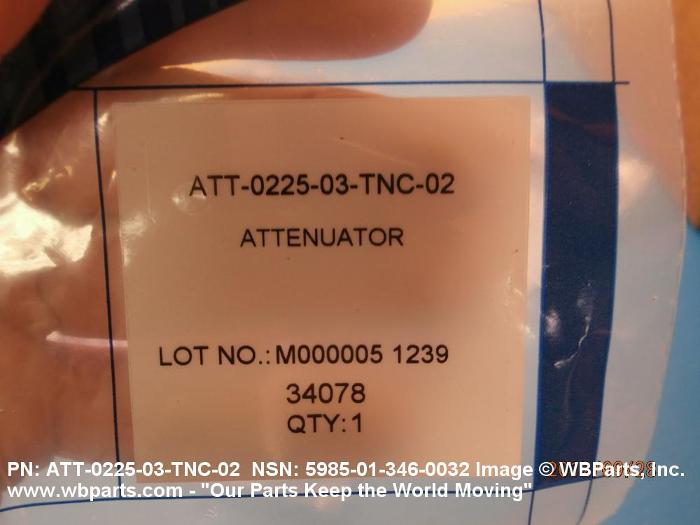 ATT-0225-03-TNC-02
ATTENUATOR
LOT NO.: M000005 1239
34078
QTY: 1
PN: ATT-0225-03-TNC-02 NSN: 5985-01-346-0032 Image © WBParts, Inc.
www.wbparts.com - "Our Parts Keep the World Moving"